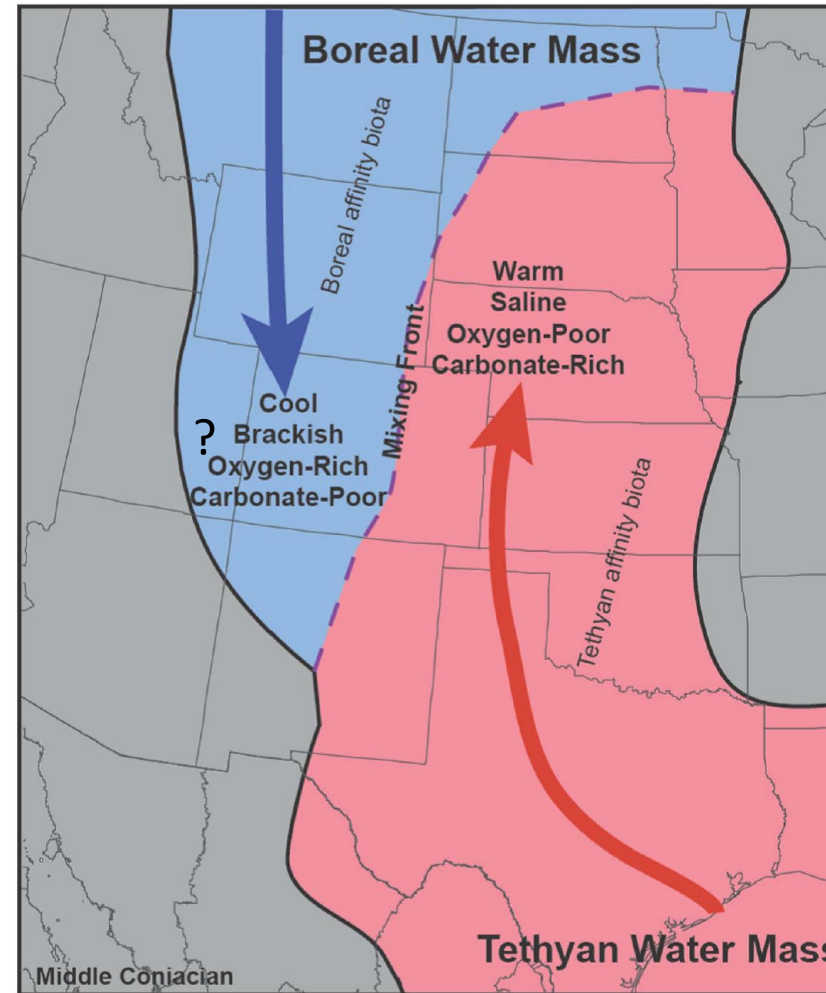 Boreal Water Mass
Boreal affinity biota
Warm
Saline
Oxygen-Poor
Carbonate-Rich
Mixing Front
Cool
? Brackish
Oxygen-Rich
Carbonate-Poor
Tethyan affinity biota
Tethyan Water Mass
Middle Coniacian